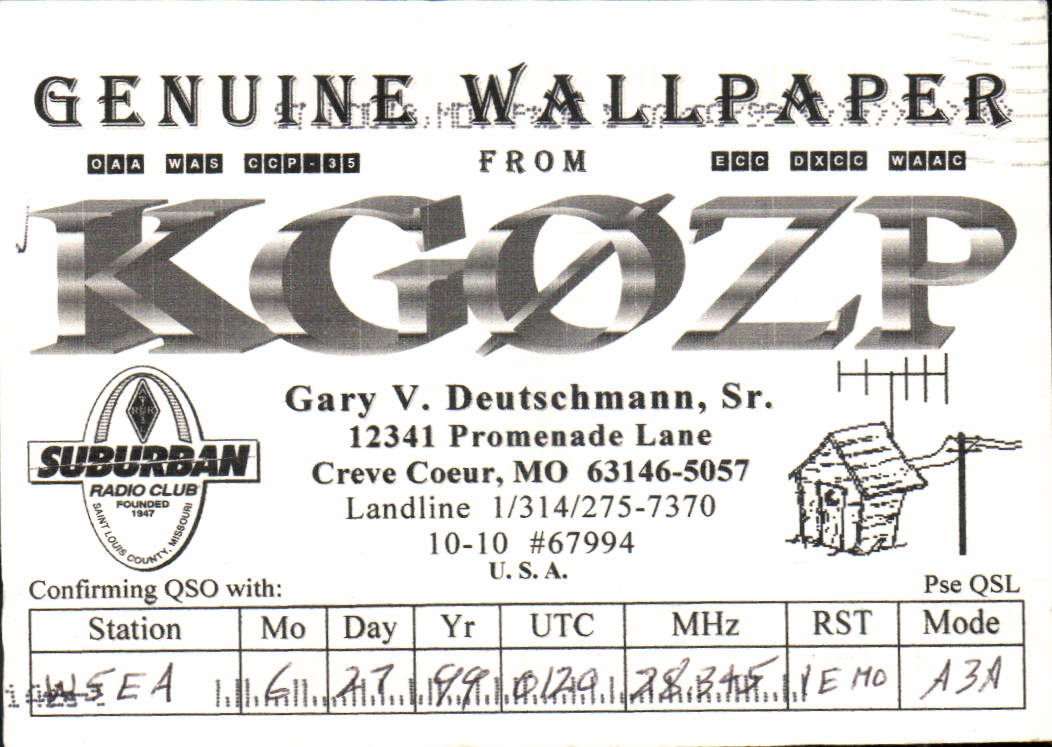 GENUINE WALLPAPER
OAA WAS CCP-35 FROM ECC DXCC WAAC
KGØZP
Gary V. Deutschmann, Sr.
12341 Promenade Lane
Creve Coeur, MO 63146-5057
Landline 1/314/275-7370
10-10 #67994
U. S. A.
SUBURBAN
RADIO CLUB
FOUNDED
1947
SAINT LOUIS COUNTY, MISSOURI
Confirming QSO with: Pse QSL
Station Mo Day Yr UTC MHz RST Mode
W5EA 6 27 99 0120 28.345 1E MO A3A